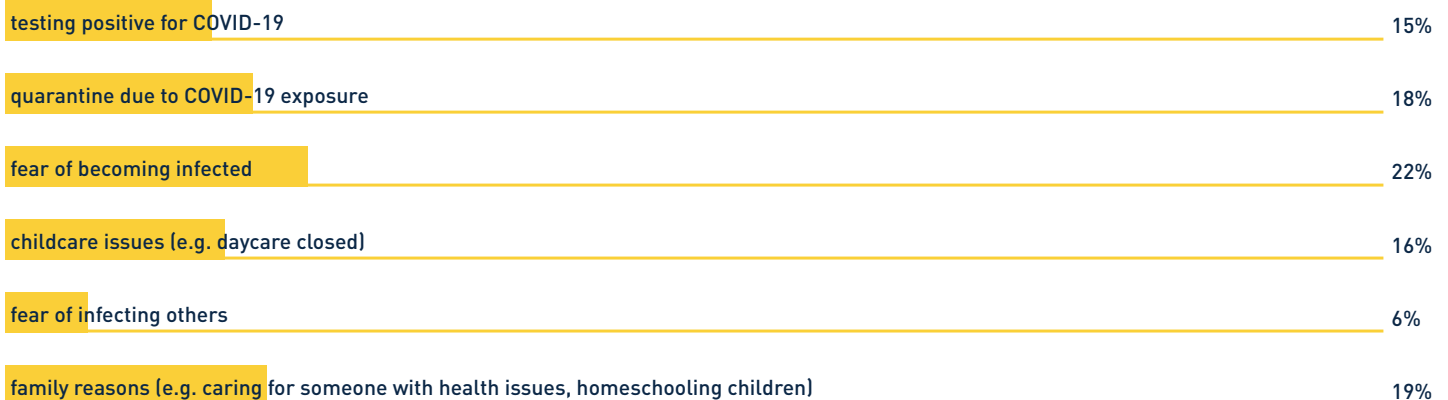 testing positive for COVID-19 15%
quarantine due to COVID-19 exposure 18%
fear of becoming infected 22%
childcare issues (e.g. daycare closed) 16%
fear of infecting others 6%
family reasons (e.g. caring for someone with health issues, homeschooling children) 19%